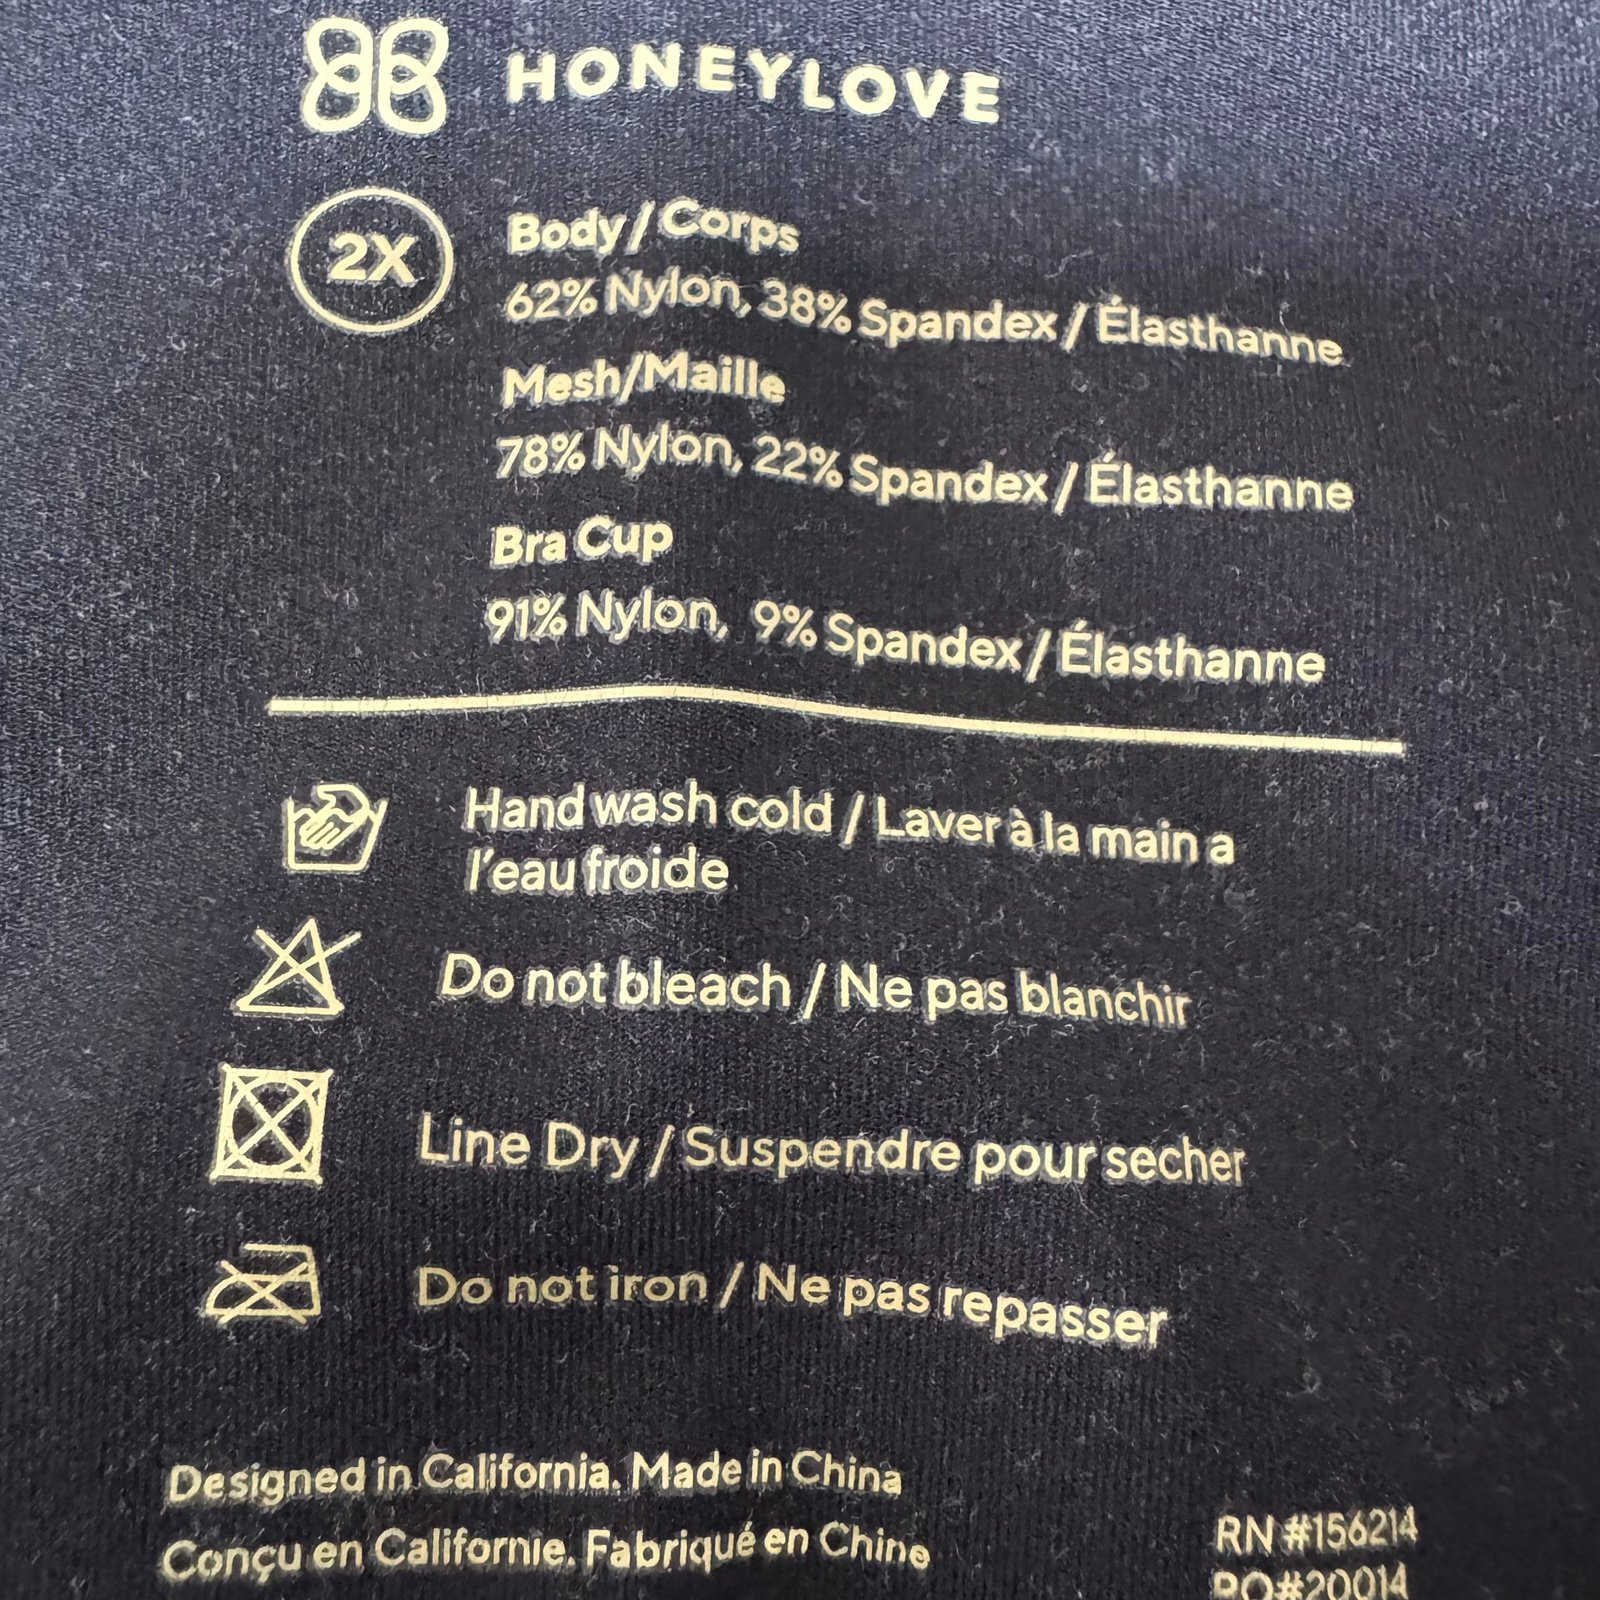 HONEYLOVE
2X
Body / Corps
62% Nylon, 38% Spandex / Élasthanne
Mesh/Maille
78% Nylon, 22% Spandex / Élasthanne
Bra Cup
91% Nylon, 9% Spandex / Élasthanne
Hand wash cold / Laver à la main a
l'eau froide
Do not bleach / Ne pas blanchir
Line Dry / Suspendre pour secher
Do not iron / Ne pas repasser
Designed in California. Made in China
Conçu en Californie. Fabriqué en Chine
RN #156214
PO#20014